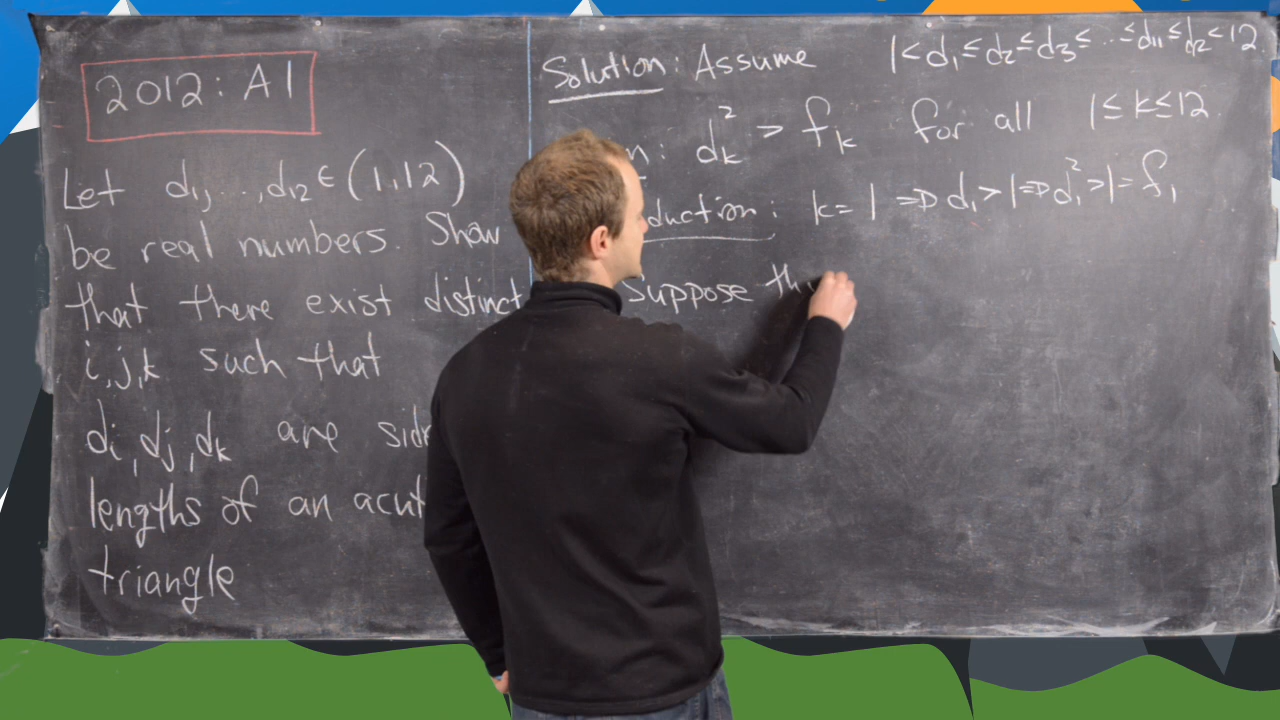 2012: A1
Let d₁, ..., d₁₂ ∈ (1,12)
be real numbers. Show
that there exist distinct
i,j,k such that
dᵢ, dⱼ, dₖ are
lengths of an
triangle
Solution: Assume 1<d₁≤d₂≤d₃≤...≤d₁₁≤d₂<12
dₖ² > fₖ for all 1≤k≤12.
k=1 ⇒ d₁>1 ⇒ d₁²>1=f₁
Suppose